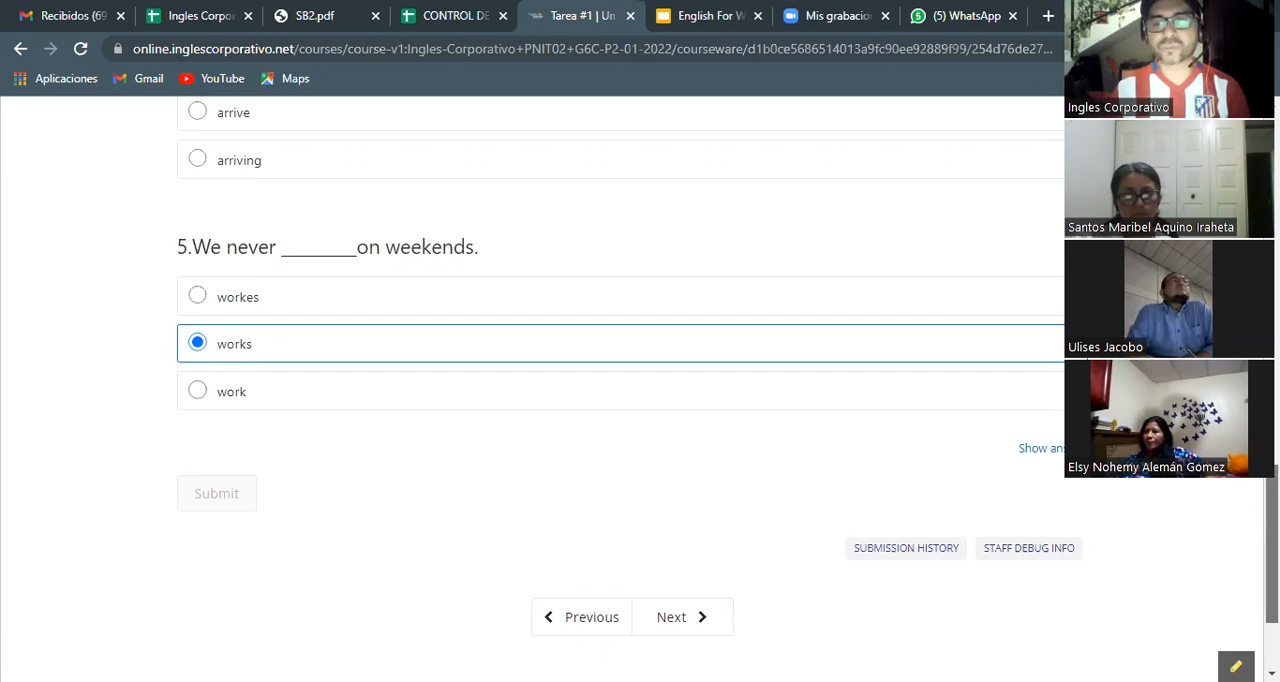 Recibidos (69
Ingles Corpor
SB2.pdf
CONTROL DE
Tarea #1 | Un
English For W
Mis grabacio
(5) WhatsApp
online.inglescorporativo.net/courses/course-v1:Ingles-Corporativo+PNIT02+G6C-P2-01-2022/courseware/d1b0ce5686514013a9fc90ee92889f99/254d76de27...
Aplicaciones
Gmail
YouTube
Maps
Ingles Corporativo
arrive
arriving
Santos Maribel Aquino Iraheta
5.We never ________on weekends.
workes
works
Ulises Jacobo
work
Show ans
Elsy Nohemy Alemán Gomez
Submit
SUBMISSION HISTORY
STAFF DEBUG INFO
Previous
Next